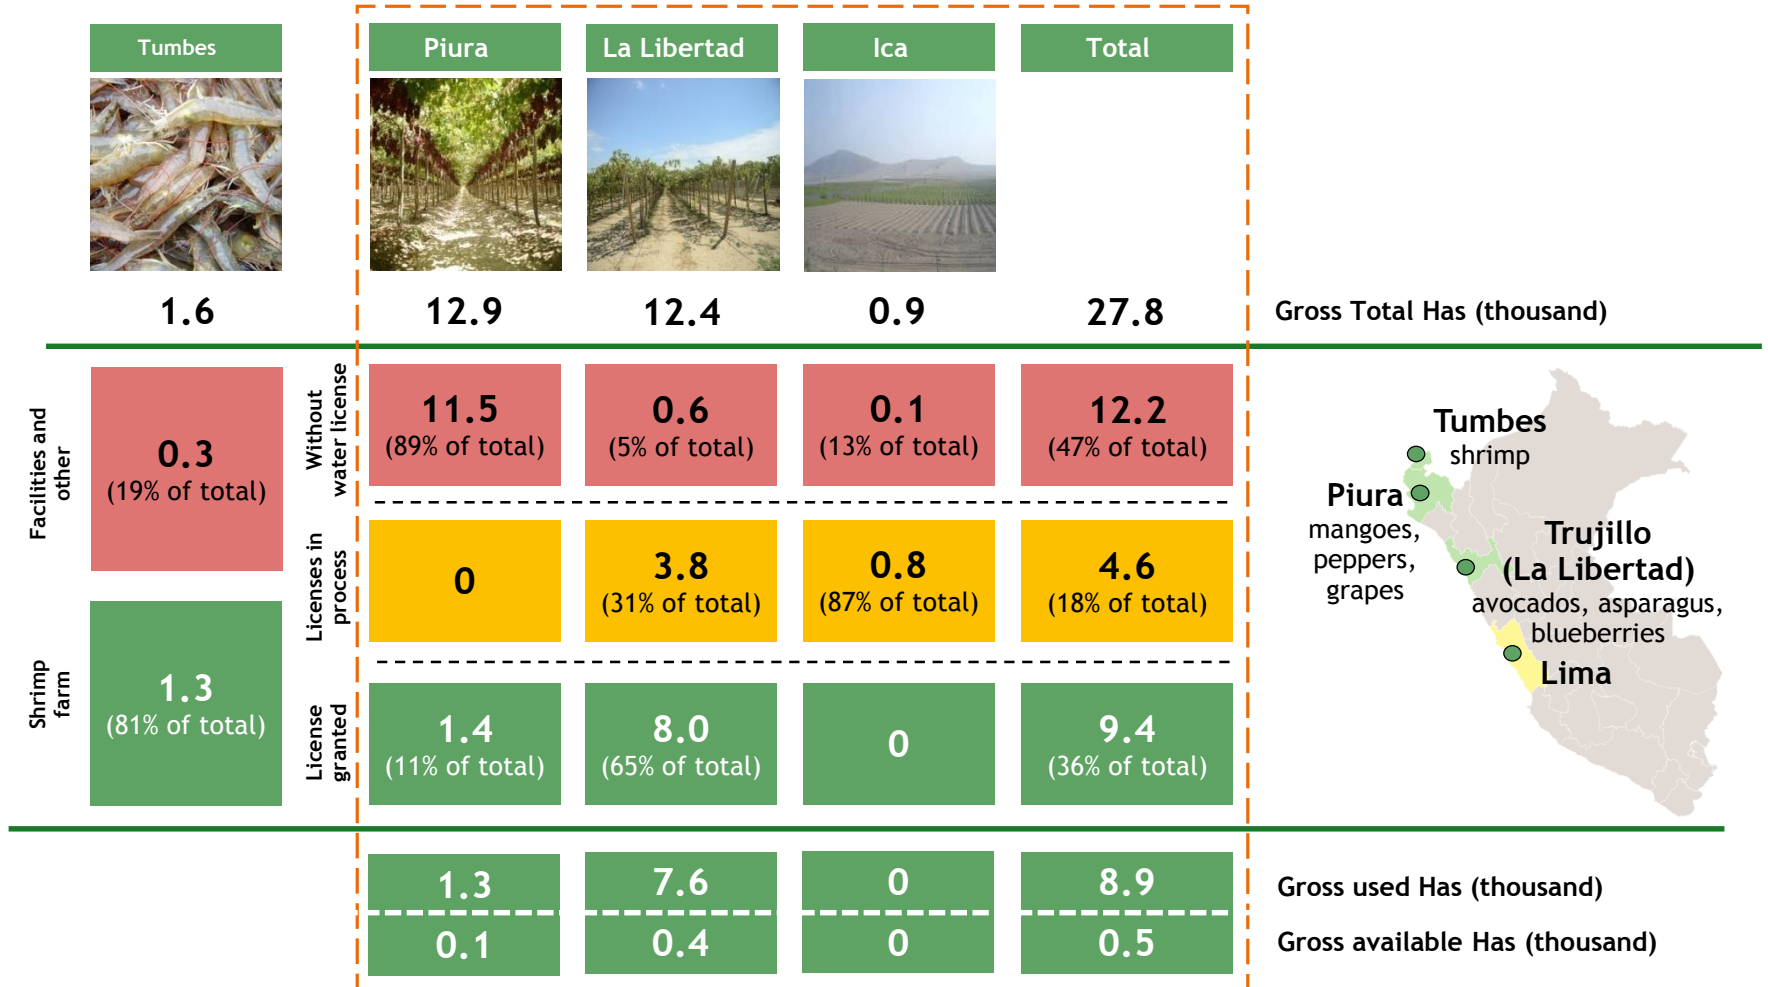 Tumbes
Piura
La Libertad
Ica
Total
1.6
12.9
12.4
0.9
27.8
Gross Total Has (thousand)
Facilities and
other
0.3
(19% of total)
Shrimp
farm
1.3
(81% of total)
Without
water license
11.5
(89% of total)
0.6
(5% of total)
0.1
(13% of total)
12.2
(47% of total)
Licenses in
process
0
3.8
(31% of total)
0.8
(87% of total)
4.6
(18% of total)
License
granted
1.4
(11% of total)
8.0
(65% of total)
0
9.4
(36% of total)
Tumbes
shrimp
Piura
mangoes,
peppers,
grapes
Trujillo
(La Libertad)
avocados, asparagus,
blueberries
Lima
1.3
7.6
0
8.9
Gross used Has (thousand)
0.1
0.4
0
0.5
Gross available Has (thousand)